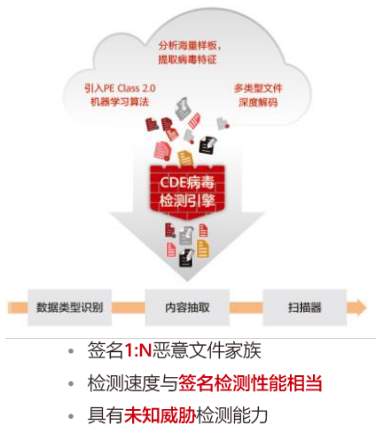 分析海量样板，
提取病毒特征
引入PE Class 2.0
机器学习算法
多类型文件
深度解码
CDE病毒
检测引擎
数据类型识别
内容抽取
扫描器
• 签名1:N恶意文件家族
• 检测速度与签名检测性能相当
• 具有未知威胁检测能力